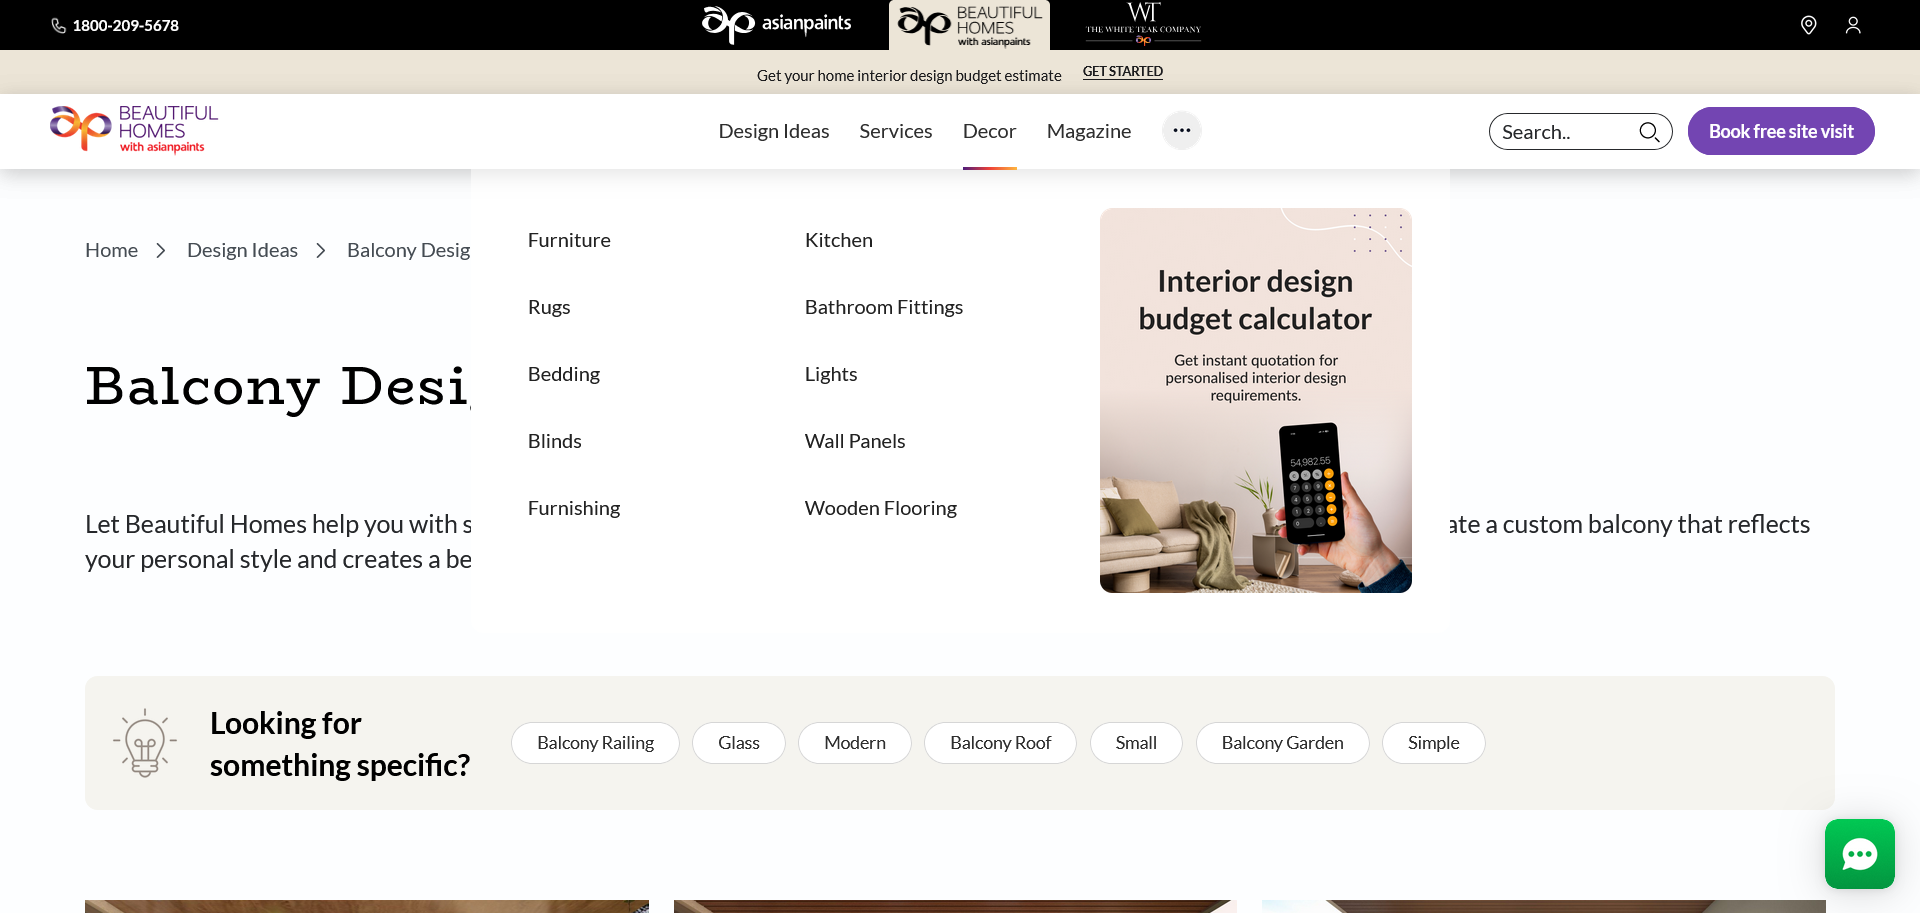 1800-209-5678
asianpaints
BEAUTIFUL
HOMES
with asianpaints
WT
THE WHITE TEAK COMPANY
Get your home interior design budget estimate GET STARTED
BEAUTIFUL
HOMES
with asianpaints
Design Ideas Services Decor Magazine
Search..
Book free site visit
Home Design Ideas Balcony Desig
Furniture
Rugs
Bedding
Blinds
Furnishing
Kitchen
Bathroom Fittings
Lights
Wall Panels
Wooden Flooring
Interior design
budget calculator
Get instant quotation for
personalised interior design
requirements.
54,982.55
Balcony Desi
Let Beautiful Homes help you with s ate a custom balcony that reflects
your personal style and creates a be
Looking for
something specific?
Balcony Railing Glass Modern Balcony Roof Small Balcony Garden Simple